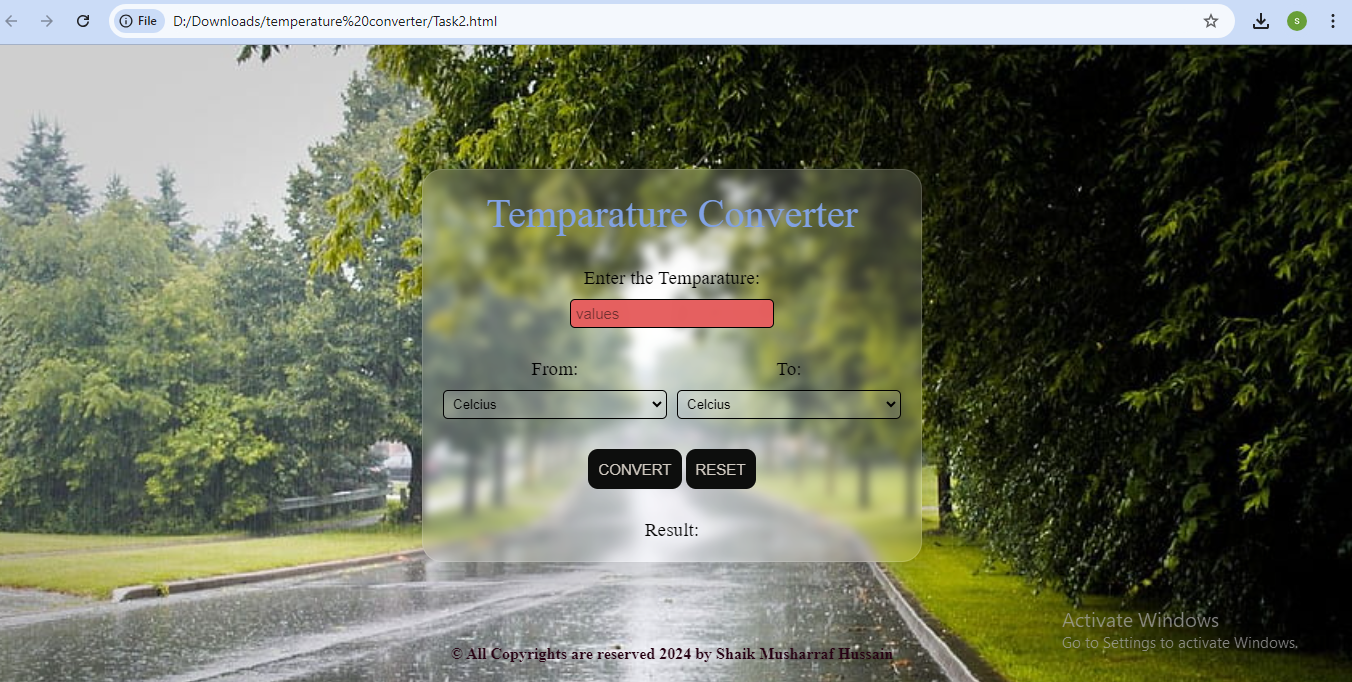 File D:/Downloads/temperature%20converter/Task2.html
S
Temparature Converter
Enter the Temparature:
values
From: To:
Celcius Celcius
CONVERT RESET
Result:
Activate Windows
Go to Settings to activate Windows.
© All Copyrights are reserved 2024 by Shaik Musharraf Hussain